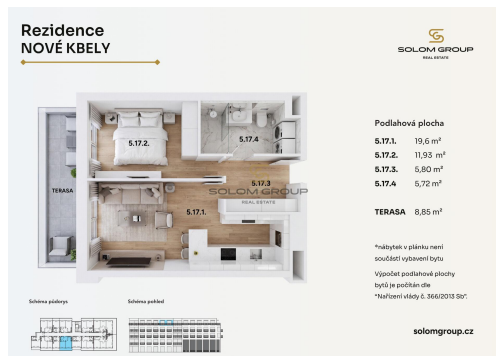 Rezidence
NOVÉ KBELY
SOLOM GROUP
REAL ESTATE
5.17.2.
5.17.4
5.17.3
TERASA
SOLOM GROUP
REAL ESTATE
5.17.1.
Podlahová plocha
5.17.1. 19,6 m²
5.17.2. 11,93 m²
5.17.3. 5,80 m²
5.17.4 5,72 m²
TERASA 8,85 m²
*nábytek v plánku není
součástí vybavení bytu
Výpočet podlahové plochy
bytů je počítán dle
"Nařízení vlády č. 366/2013 Sb".
Schéma půdorys
Schéma pohled
solomgroup.cz